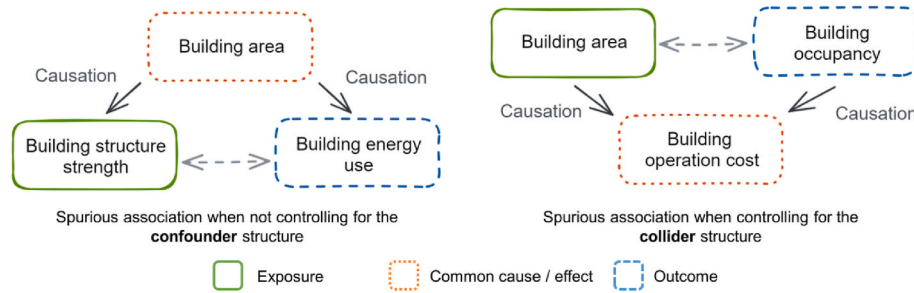 Building area
Causation
Causation
Building structure
strength
Building energy
use
Spurious association when not controlling for the
confounder structure
Building area
Building
occupancy
Causation
Causation
Building
operation cost
Spurious association when controlling for the
collider structure
Exposure
Common cause / effect
Outcome